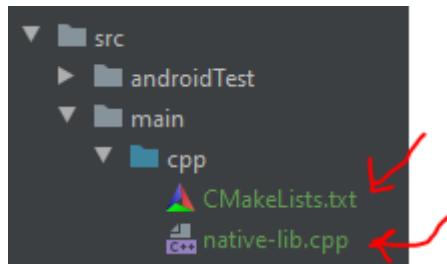 src
androidTest
main
cpp
CMakeLists.txt
C++ native-lib.cpp